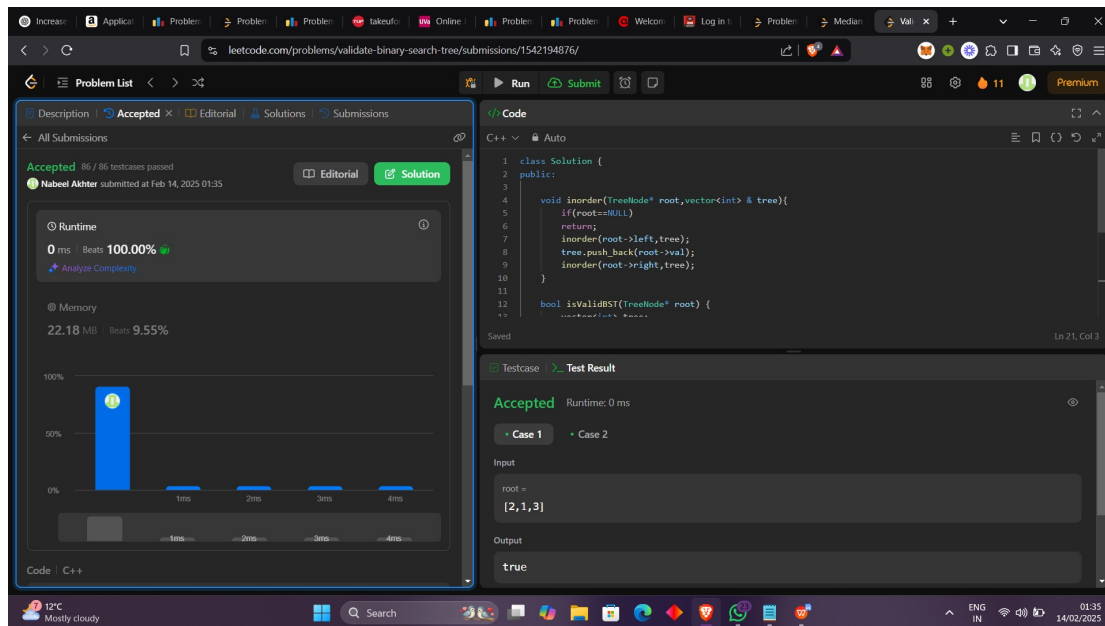 Increase
Applicat
Problem
Problem
Problem
takeufor
Online J
Problem
Problem
Welcom
Log in t
Problem
Median
Vali
leetcode.com/problems/validate-binary-search-tree/submissions/1542194876/
Problem List
Run
Submit
11
Premium
Description
Accepted
Editorial
Solutions
Submissions
All Submissions
Accepted 86 / 86 testcases passed
Nabeel Akhter submitted at Feb 14, 2025 01:35
Editorial
Solution
Runtime
0 ms Beats 100.00%
Analyze Complexity
Memory
22.18 MB Beats 9.55%
100%
50%
0%
1ms 2ms 3ms 4ms
1ms 2ms 3ms 4ms
Code C++
</> Code
C++ Auto
1 class Solution {
2 public:
3
4 void inorder(TreeNode* root,vector<int> & tree){
5 if(root==NULL)
6 return;
7 inorder(root->left,tree);
8 tree.push_back(root->val);
9 inorder(root->right,tree);
10 }
11
12 bool isValidBST(TreeNode* root) {
Saved
Ln 21, Col 3
Testcase
Test Result
Accepted Runtime: 0 ms
Case 1
Case 2
Input
root =
[2,1,3]
Output
true
7
12°C
Mostly cloudy
Search
ENG
IN
01:35
14/02/2025